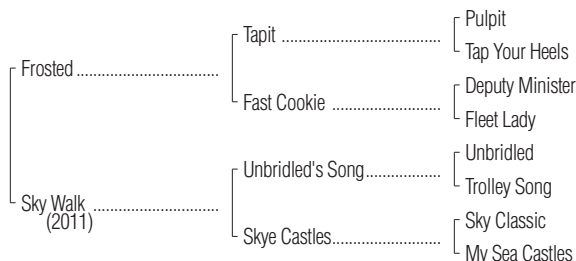 Pulpit
Tapit
Tap Your Heels
Frosted
Deputy Minister
Fast Cookie
Fleet Lady
Unbridled
Unbridled's Song
Trolley Song
Sky Walk
(2011)
Sky Classic
Skye Castles
My Sea Castles